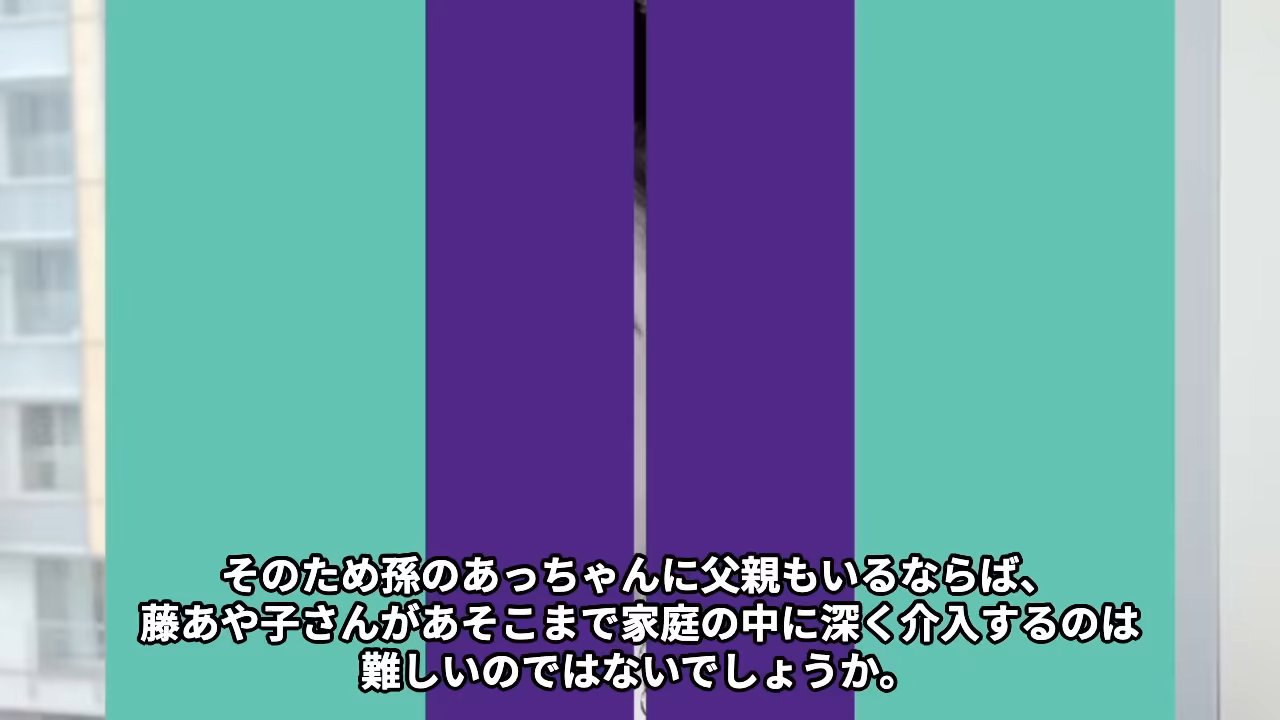 そのため孫のあっちゃんに父親もいるならば、
藤あや子さんがあそこまで家庭の中に深く介入するのは
難しいのではないでしょうか。